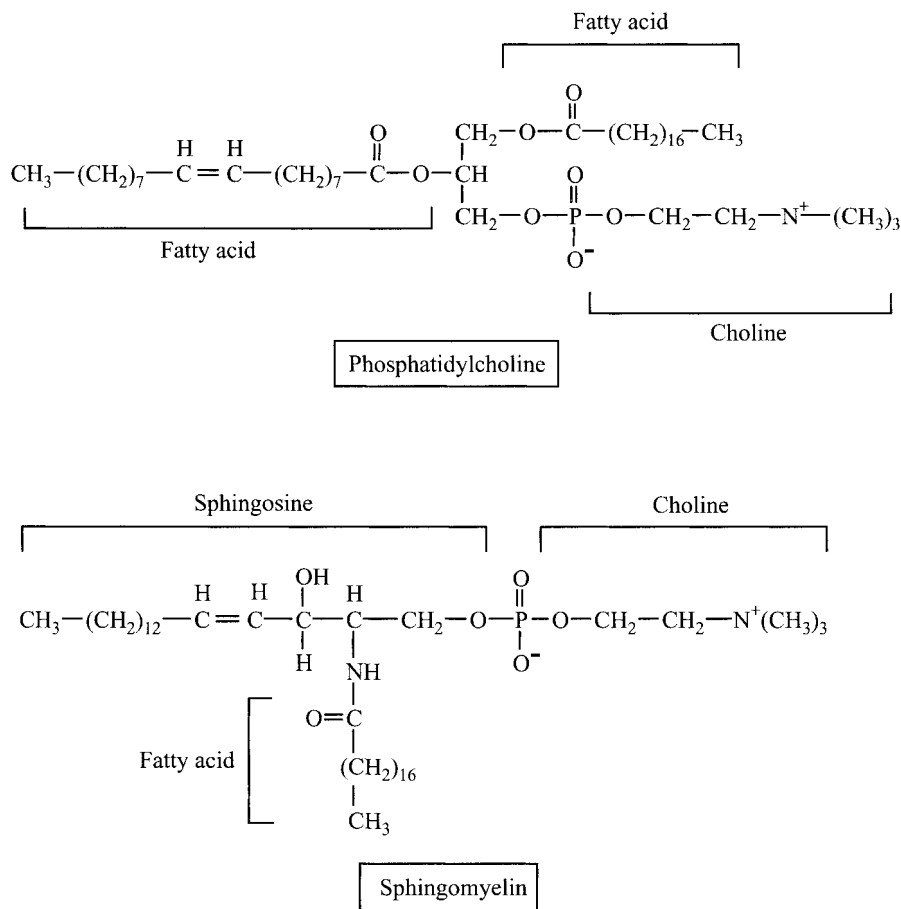 Fatty acid
O
CH₂—O—C—(CH₂)₁₆—CH₃
H H O
CH₃—(CH₂)₇—C=C—(CH₂)₇—C—O—CH O
CH₂—O—P—O—CH₂—CH₂—N⁺—(CH₃)₃
Fatty acid
O⁻
Choline
Phosphatidylcholine
Sphingosine Choline
H H OH H O
CH₃—(CH₂)₁₂—C=C—C—C—CH₂—O—P—O—CH₂—CH₂—N⁺(CH₃)₃
H NH O⁻
O=C
Fatty acid
(CH₂)₁₆
CH₃
Sphingomyelin